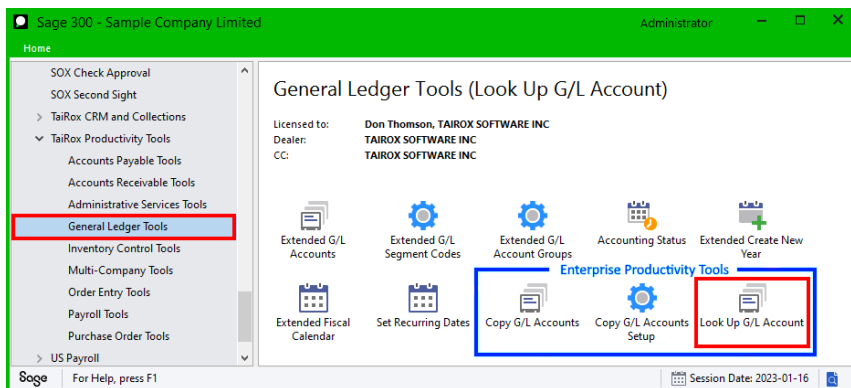 Sage 300 - Sample Company Limited
Administrator
Home
SOX Check Approval
SOX Second Sight
TaiRox CRM and Collections
TaiRox Productivity Tools
Accounts Payable Tools
Accounts Receivable Tools
Administrative Services Tools
General Ledger Tools
Inventory Control Tools
Multi-Company Tools
Order Entry Tools
Payroll Tools
Purchase Order Tools
US Payroll
General Ledger Tools (Look Up G/L Account)
Licensed to: Don Thomson, TAIROX SOFTWARE INC
Dealer: TAIROX SOFTWARE INC
CC: TAIROX SOFTWARE INC
Extended G/L
Accounts
Extended G/L
Segment Codes
Extended G/L
Account Groups
Accounting Status
Extended Create New
Year
Enterprise Productivity Tools
Extended Fiscal
Calendar
Set Recurring Dates
Copy G/L Accounts
Copy G/L Accounts
Setup
Look Up G/L Account
Sage
For Help, press F1
Session Date: 2023-01-16